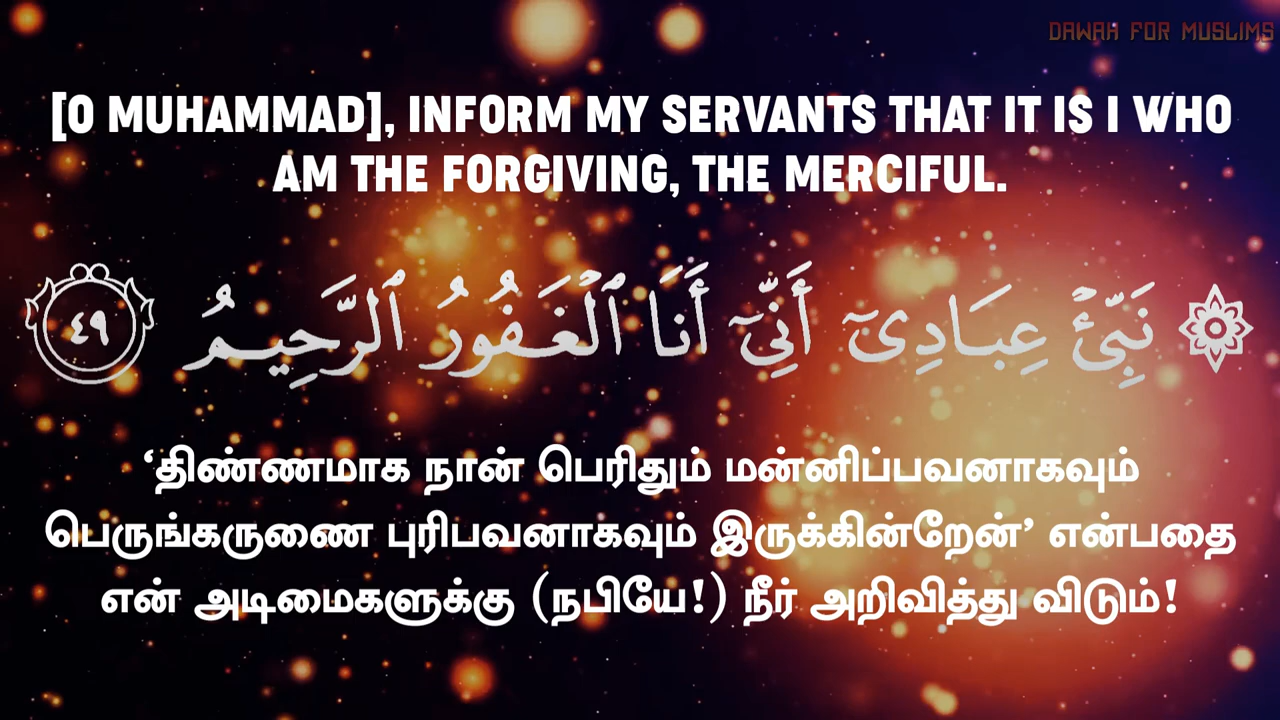 DAWAH FOR MUSLIMS
[O MUHAMMAD], INFORM MY SERVANTS THAT IT IS I WHO
AM THE FORGIVING, THE MERCIFUL.
۞ نَبِّئْ عِبَادِىٓ أَنِّىٓ أَنَا ٱلْغَفُورُ ٱلرَّحِيمُ ٤٩
‘திண்ணமாக நான் பெரிதும் மன்னிப்பவனாகவும்
பெருங்கருணை புரிபவனாகவும் இருக்கின்றேன்’ என்பதை
என் அடிமைகளுக்கு (நபியே!) நீர் அறிவித்து விடும்!